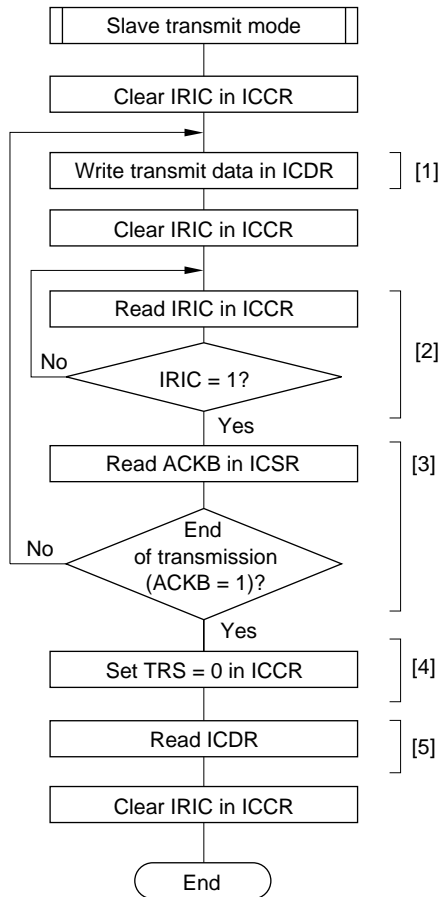 Slave transmit mode
Clear IRIC in ICCR
Write transmit data in ICDR
[1]
Clear IRIC in ICCR
Read IRIC in ICCR
[2]
No
IRIC = 1?
Yes
Read ACKB in ICSR
[3]
No
End
of transmission
(ACKB = 1)?
Yes
Set TRS = 0 in ICCR
[4]
Read ICDR
[5]
Clear IRIC in ICCR
End